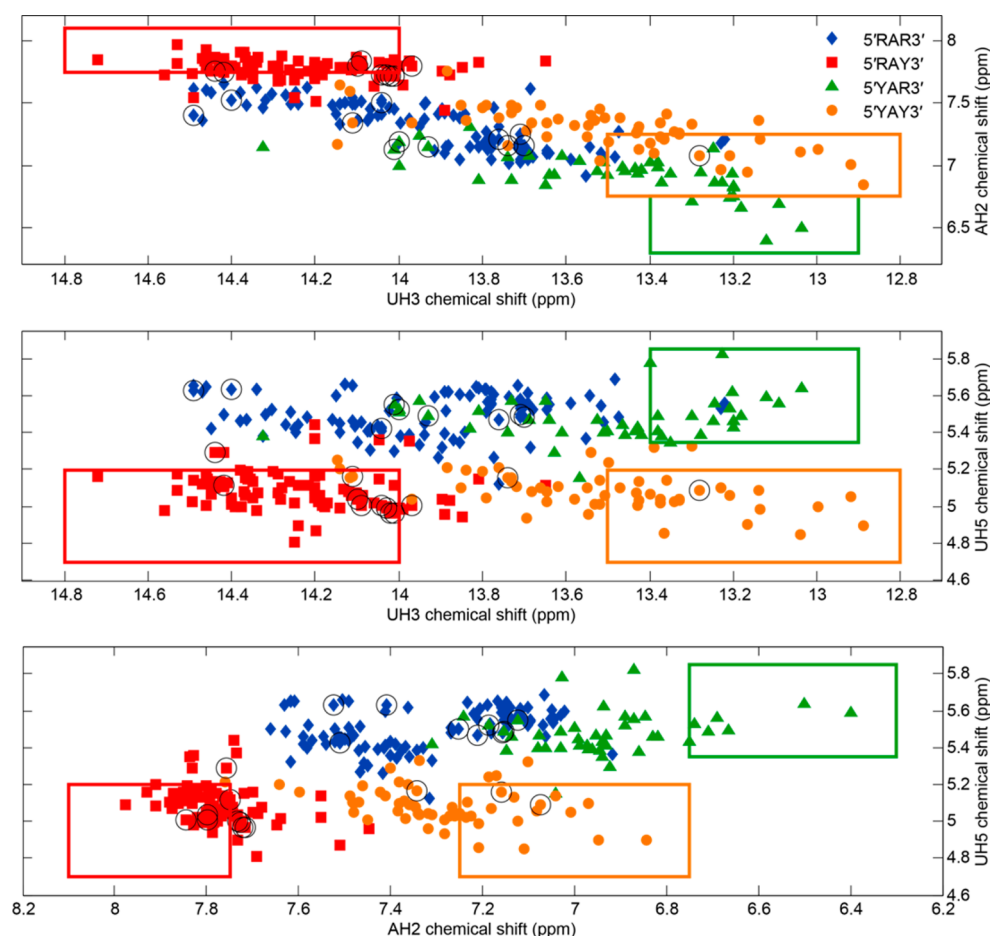 5′RAR3′
5′RAY3′
5′YAR3′
5′YAY3′
8
7.5
7
6.5
AH2 chemical shift (ppm)
14.8 14.6 14.4 14.2 14 13.8 13.6 13.4 13.2 13 12.8
UH3 chemical shift (ppm)
5.8
5.6
5.4
5.2
5
4.8
4.6
UH5 chemical shift (ppm)
14.8 14.6 14.4 14.2 14 13.8 13.6 13.4 13.2 13 12.8
UH3 chemical shift (ppm)
5.8
5.6
5.4
5.2
5
4.8
4.6
UH5 chemical shift (ppm)
8.2 8 7.8 7.6 7.4 7.2 7 6.8 6.6 6.4 6.2
AH2 chemical shift (ppm)